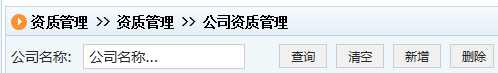 资质管理 >> 资质管理 >> 公司资质管理
公司名称: 公司名称... 查询 清空 新增 删除